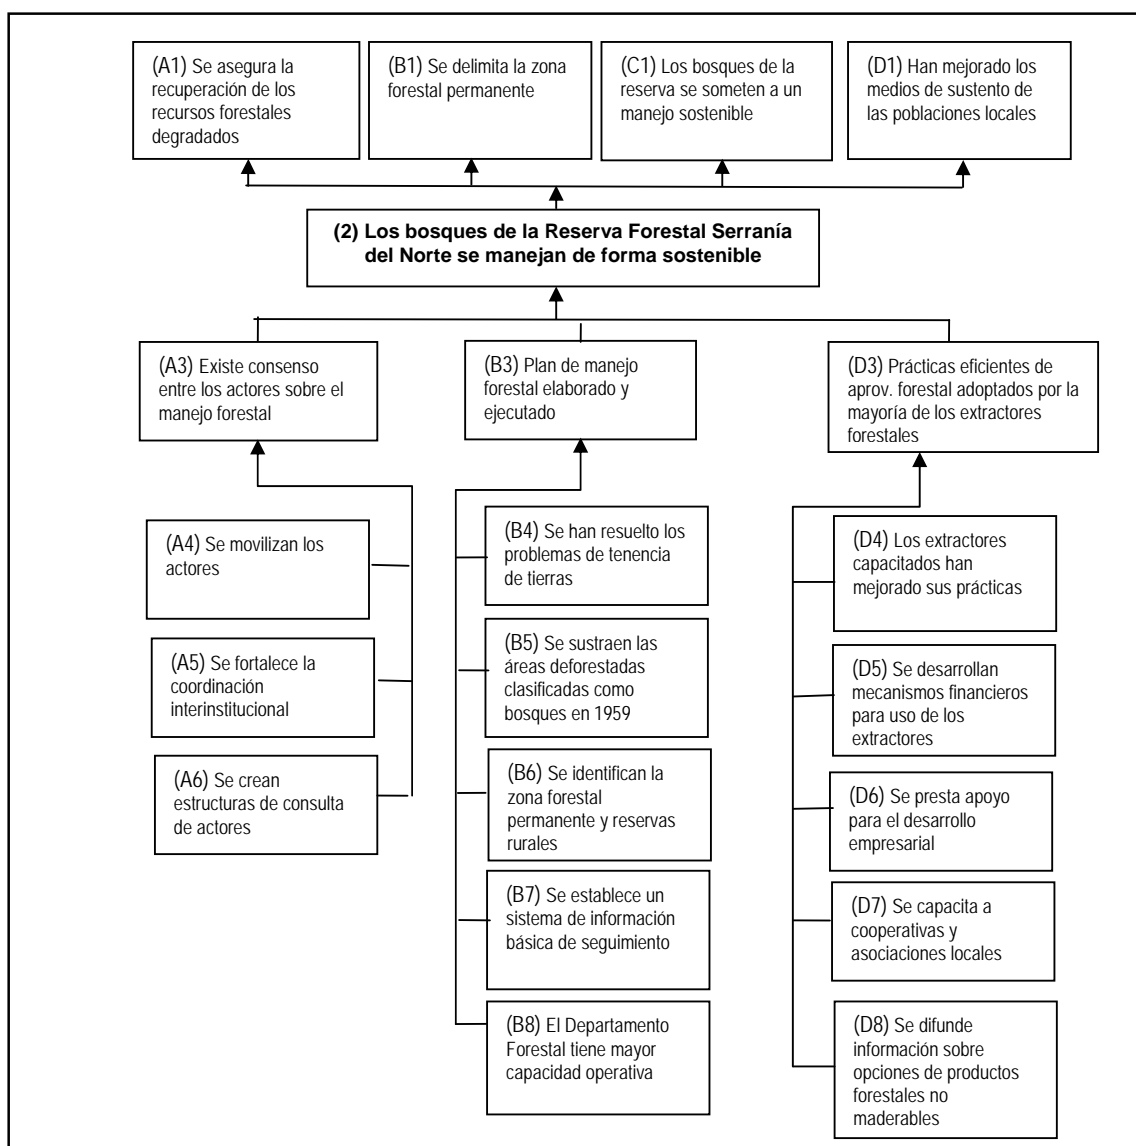 (A1) Se asegura la
recuperación de los
recursos forestales
degradados
(B1) Se delimita la zona
forestal permanente
(C1) Los bosques de la
reserva se someten a un
manejo sostenible
(D1) Han mejorado los
medios de sustento de
las poblaciones locales
(2) Los bosques de la Reserva Forestal Serranía
del Norte se manejan de forma sostenible
(A3) Existe consenso
entre los actores sobre el
manejo forestal
(B3) Plan de manejo
forestal elaborado y
ejecutado
(D3) Prácticas eficientes de
aprov. forestal adoptados por la
mayoría de los extractores
forestales
(A4) Se movilizan los
actores
(A5) Se fortalece la
coordinación
interinstitucional
(A6) Se crean
estructuras de consulta
de actores
(B4) Se han resuelto los
problemas de tenencia
de tierras
(B5) Se sustraen las
áreas deforestadas
clasificadas como
bosques en 1959
(B6) Se identifican la
zona forestal
permanente y reservas
rurales
(B7) Se establece un
sistema de información
básica de seguimiento
(B8) El Departamento
Forestal tiene mayor
capacidad operativa
(D4) Los extractores
capacitados han
mejorado sus prácticas
(D5) Se desarrollan
mecanismos financieros
para uso de los
extractores
(D6) Se presta apoyo
para el desarrollo
empresarial
(D7) Se capacita a
cooperativas y
asociaciones locales
(D8) Se difunde
información sobre
opciones de productos
forestales no
maderables